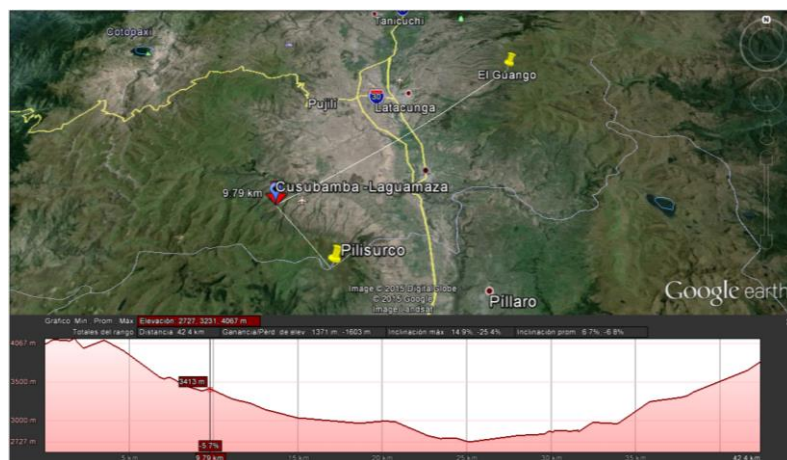 Tanicuchi
Cotopaxi
El Guango
Pujilí
Latacunga
9.79 km
Cusubamba -Laguamaza
Pilisurco
Image © 2015 DigitalGlobe
© 2015 Google
Image Landsat
Pillaro
Google earth
Gráfico Min Prom Máx Elevación 2727, 3231, 4067 m
Totales del rango: Distancia 42.4 km Ganancia/Pérd. de elev. 1371 m, -1603 m Inclinación máx. 14.9%, -25.4% Inclinación prom. 6.7%, -6.8%
4067 m
3500 m
3413 m
3000 m
2727 m
-5.7%
5 km
9.79 km
15 km
20 km
25 km
30 km
35 km
42.4 km